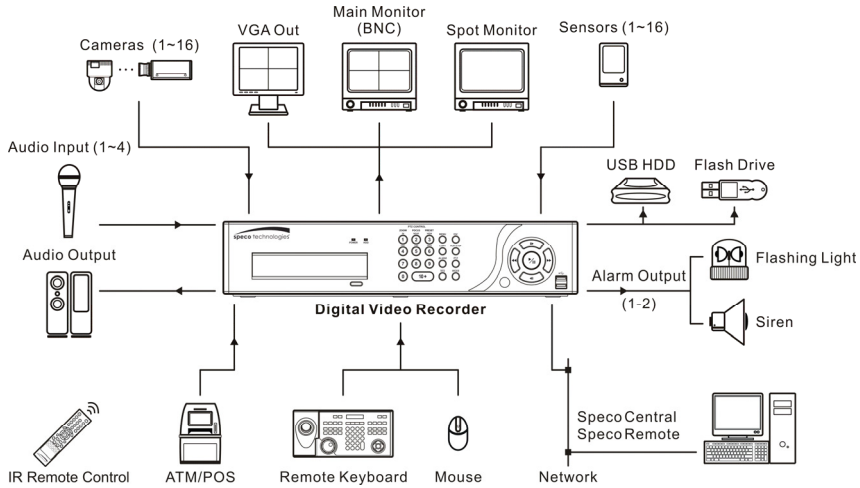 Cameras (1~16)
VGA Out
Main Monitor
(BNC)
Spot Monitor
Sensors (1~16)
Audio Input (1~4)
USB HDD
Flash Drive
speco technologies
Audio Output
Flashing Light
Alarm Output
(1-2)
Siren
Digital Video Recorder
Speco Central
Speco Remote
IR Remote Control
ATM/POS
Remote Keyboard
Mouse
Network